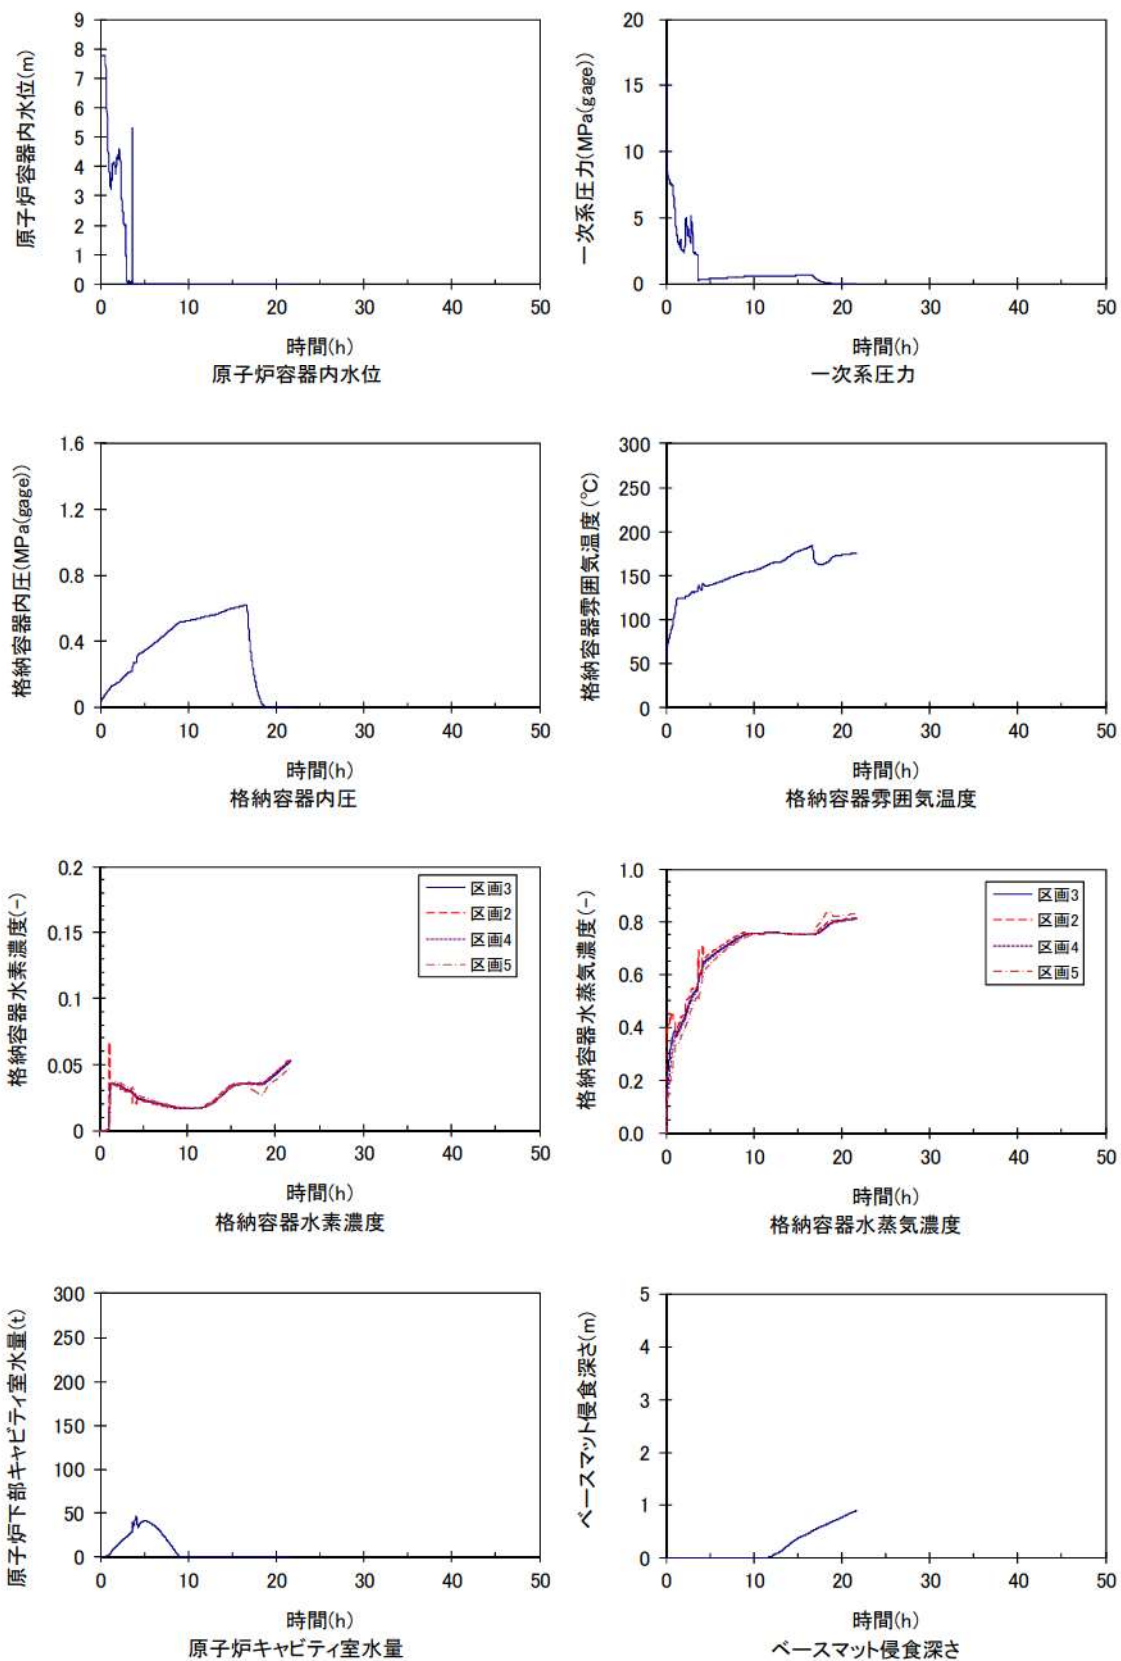 原子炉容器内水位(m)
9
8
7
6
5
4
3
2
1
0
0 10 20 30 40 50
時間(h)
原子炉容器内水位
一次系圧力(MPa(gage))
20
15
10
5
0
0 10 20 30 40 50
時間(h)
一次系圧力
格納容器内圧(MPa(gage))
1.6
1.2
0.8
0.4
0
0 10 20 30 40 50
時間(h)
格納容器内圧
格納容器雰囲気温度(℃)
300
250
200
150
100
50
0
0 10 20 30 40 50
時間(h)
格納容器雰囲気温度
格納容器水素濃度(-)
0.2
0.15
0.1
0.05
0
区画3
区画2
区画4
区画5
0 10 20 30 40 50
時間(h)
格納容器水素濃度
格納容器水蒸気濃度(-)
1.0
0.8
0.6
0.4
0.2
0.0
区画3
区画2
区画4
区画5
0 10 20 30 40 50
時間(h)
格納容器水蒸気濃度
原子炉下部キャビティ室水量(t)
300
250
200
150
100
50
0
0 10 20 30 40 50
時間(h)
原子炉キャビティ室水量
ベースマット侵食深さ(m)
5
4
3
2
1
0
0 10 20 30 40 50
時間(h)
ベースマット侵食深さ